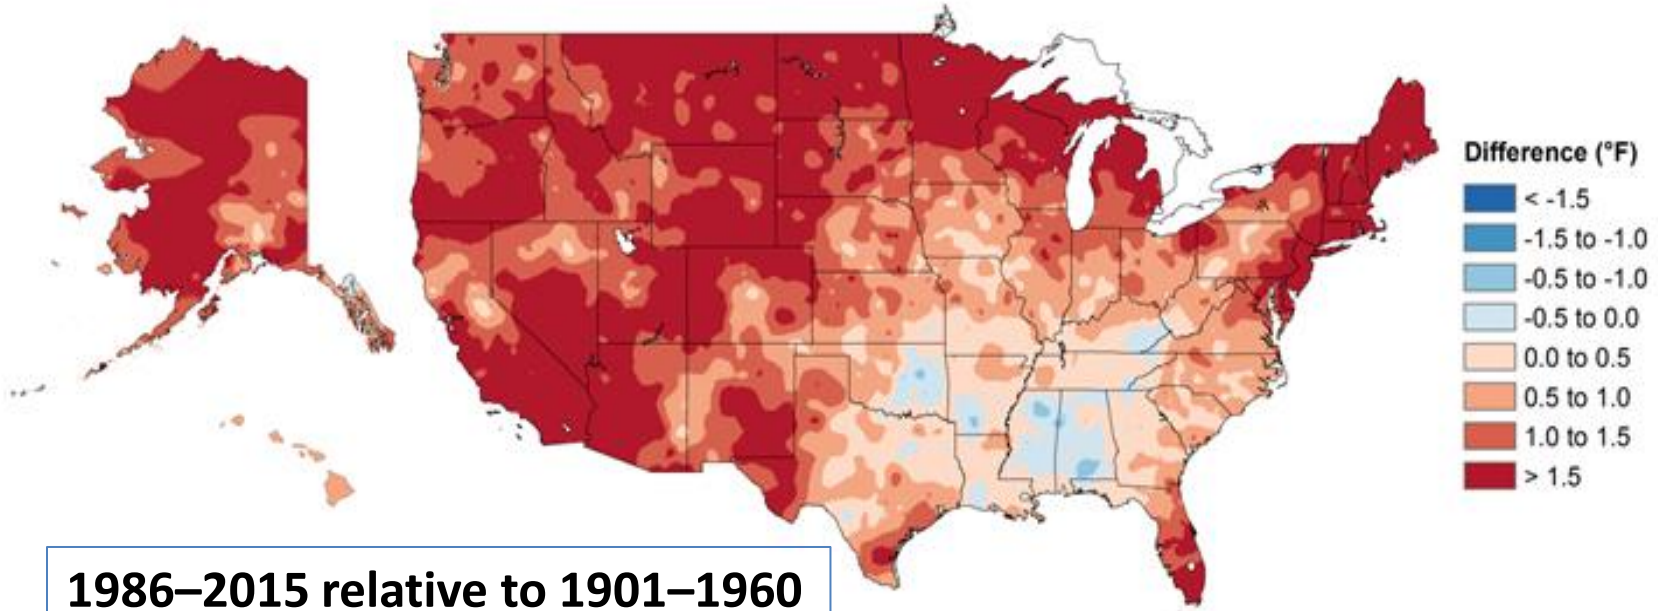 Difference (°F)
< -1.5
-1.5 to -1.0
-0.5 to -1.0
-0.5 to 0.0
0.0 to 0.5
0.5 to 1.0
1.0 to 1.5
> 1.5
1986–2015 relative to 1901–1960